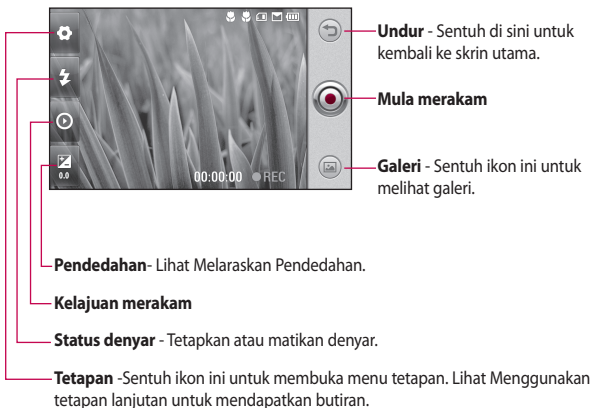 Undur - Sentuh di sini untuk
kembali ke skrin utama.
Mula merakam
0.0
00:00:00 REC
Galeri - Sentuh ikon ini untuk
melihat galeri.
Pendedahan- Lihat Melaraskan Pendedahan.
Kelajuan merakam
Status denyar - Tetapkan atau matikan denyar.
Tetapan -Sentuh ikon ini untuk membuka menu tetapan. Lihat Menggunakan
tetapan lanjutan untuk mendapatkan butiran.